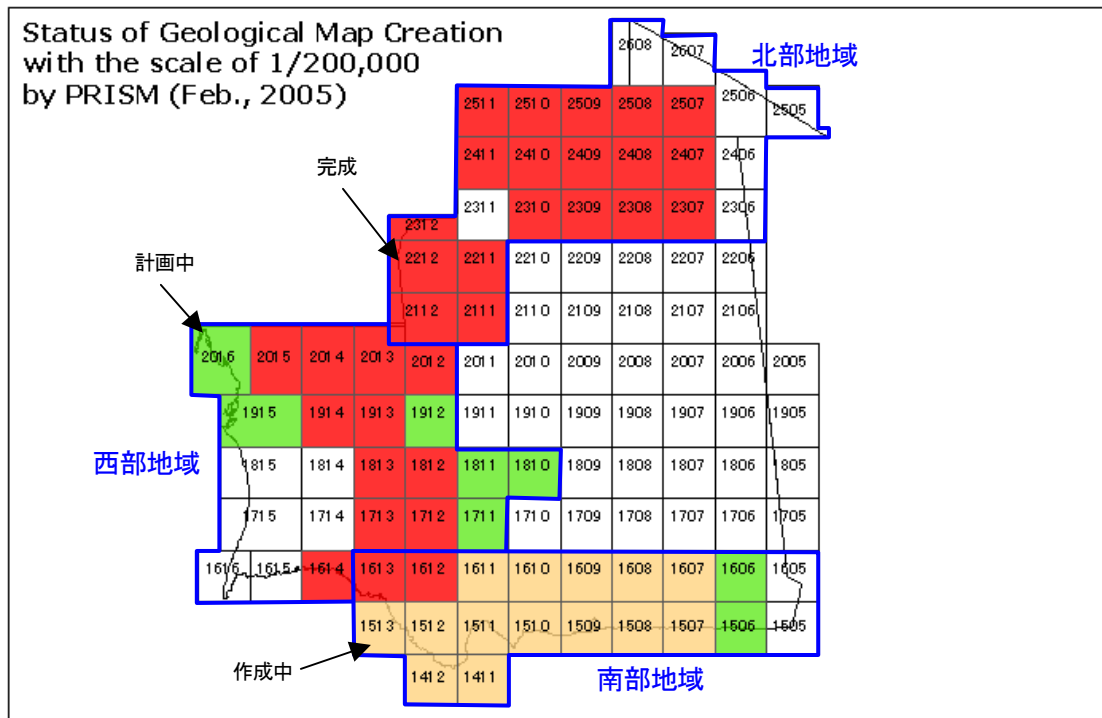 Status of Geological Map Creation
with the scale of 1/200,000
by PRISM (Feb., 2005)
2608 2607
北部地域
2511 2510 2509 2508 2507 2506 2505
2411 2410 2409 2408 2407 2406
完成
2312 2311 2310 2309 2308 2307 2306
2212 2211 2210 2209 2208 2207 2206
計画中
2112 2111 2110 2109 2108 2107 2106
2016 2015 2014 2013 2012 2011 2010 2009 2008 2007 2006 2005
1915 1914 1913 1912 1911 1910 1909 1908 1907 1906 1905
西部地域
1815 1814 1813 1812 1811 1810 1809 1808 1807 1806 1805
1715 1714 1713 1712 1711 1710 1709 1708 1707 1706 1705
1616 1615 1614 1613 1612 1611 1610 1609 1608 1607 1606 1605
1513 1512 1511 1510 1509 1508 1507 1506 1505
作成中
1412 1411
南部地域